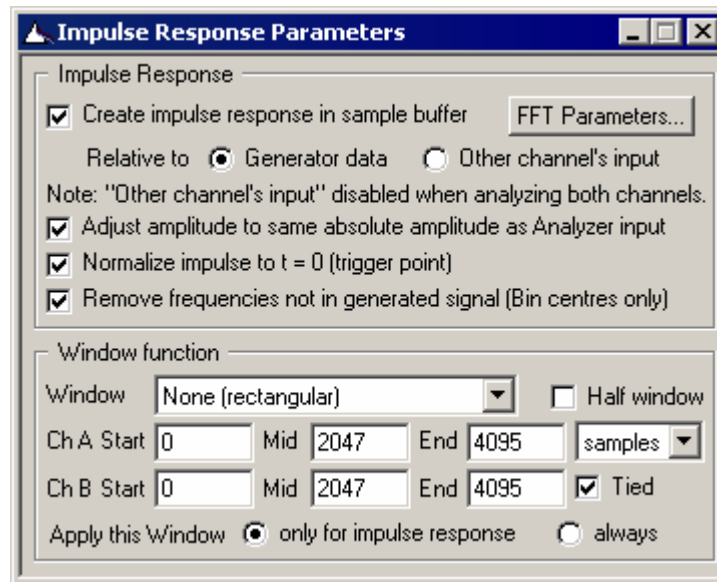 Impulse Response Parameters
Impulse Response
Create impulse response in sample buffer FFT Parameters...
Relative to Generator data Other channel's input
Note: "Other channel's input" disabled when analyzing both channels.
Adjust amplitude to same absolute amplitude as Analyzer input
Normalize impulse to t = 0 (trigger point)
Remove frequencies not in generated signal (Bin centres only)
Window function
Window None (rectangular) Half window
Ch A Start 0 Mid 2047 End 4095 samples
Ch B Start 0 Mid 2047 End 4095 Tied
Apply this Window only for impulse response always